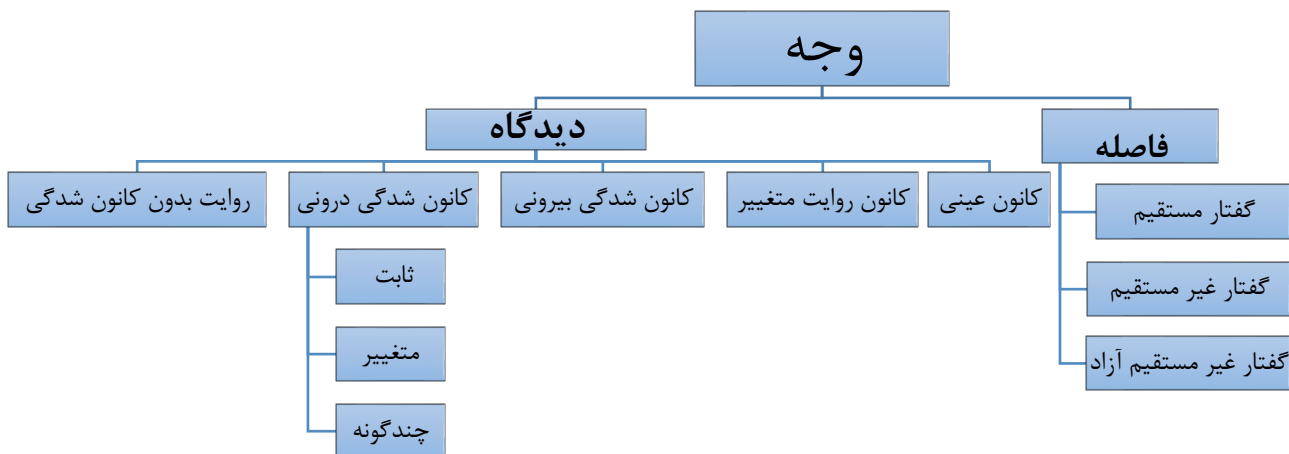 وجه
فاصله
دیدگاه
کانون عینی
کانون روایت متغییر
کانون شدگی بیرونی
کانون شدگی درونی
روایت بدون کانون شدگی
گفتار مستقیم
گفتار غیر مستقیم
گفتار غیر مستقیم آزاد
ثابت
متغییر
چندگونه